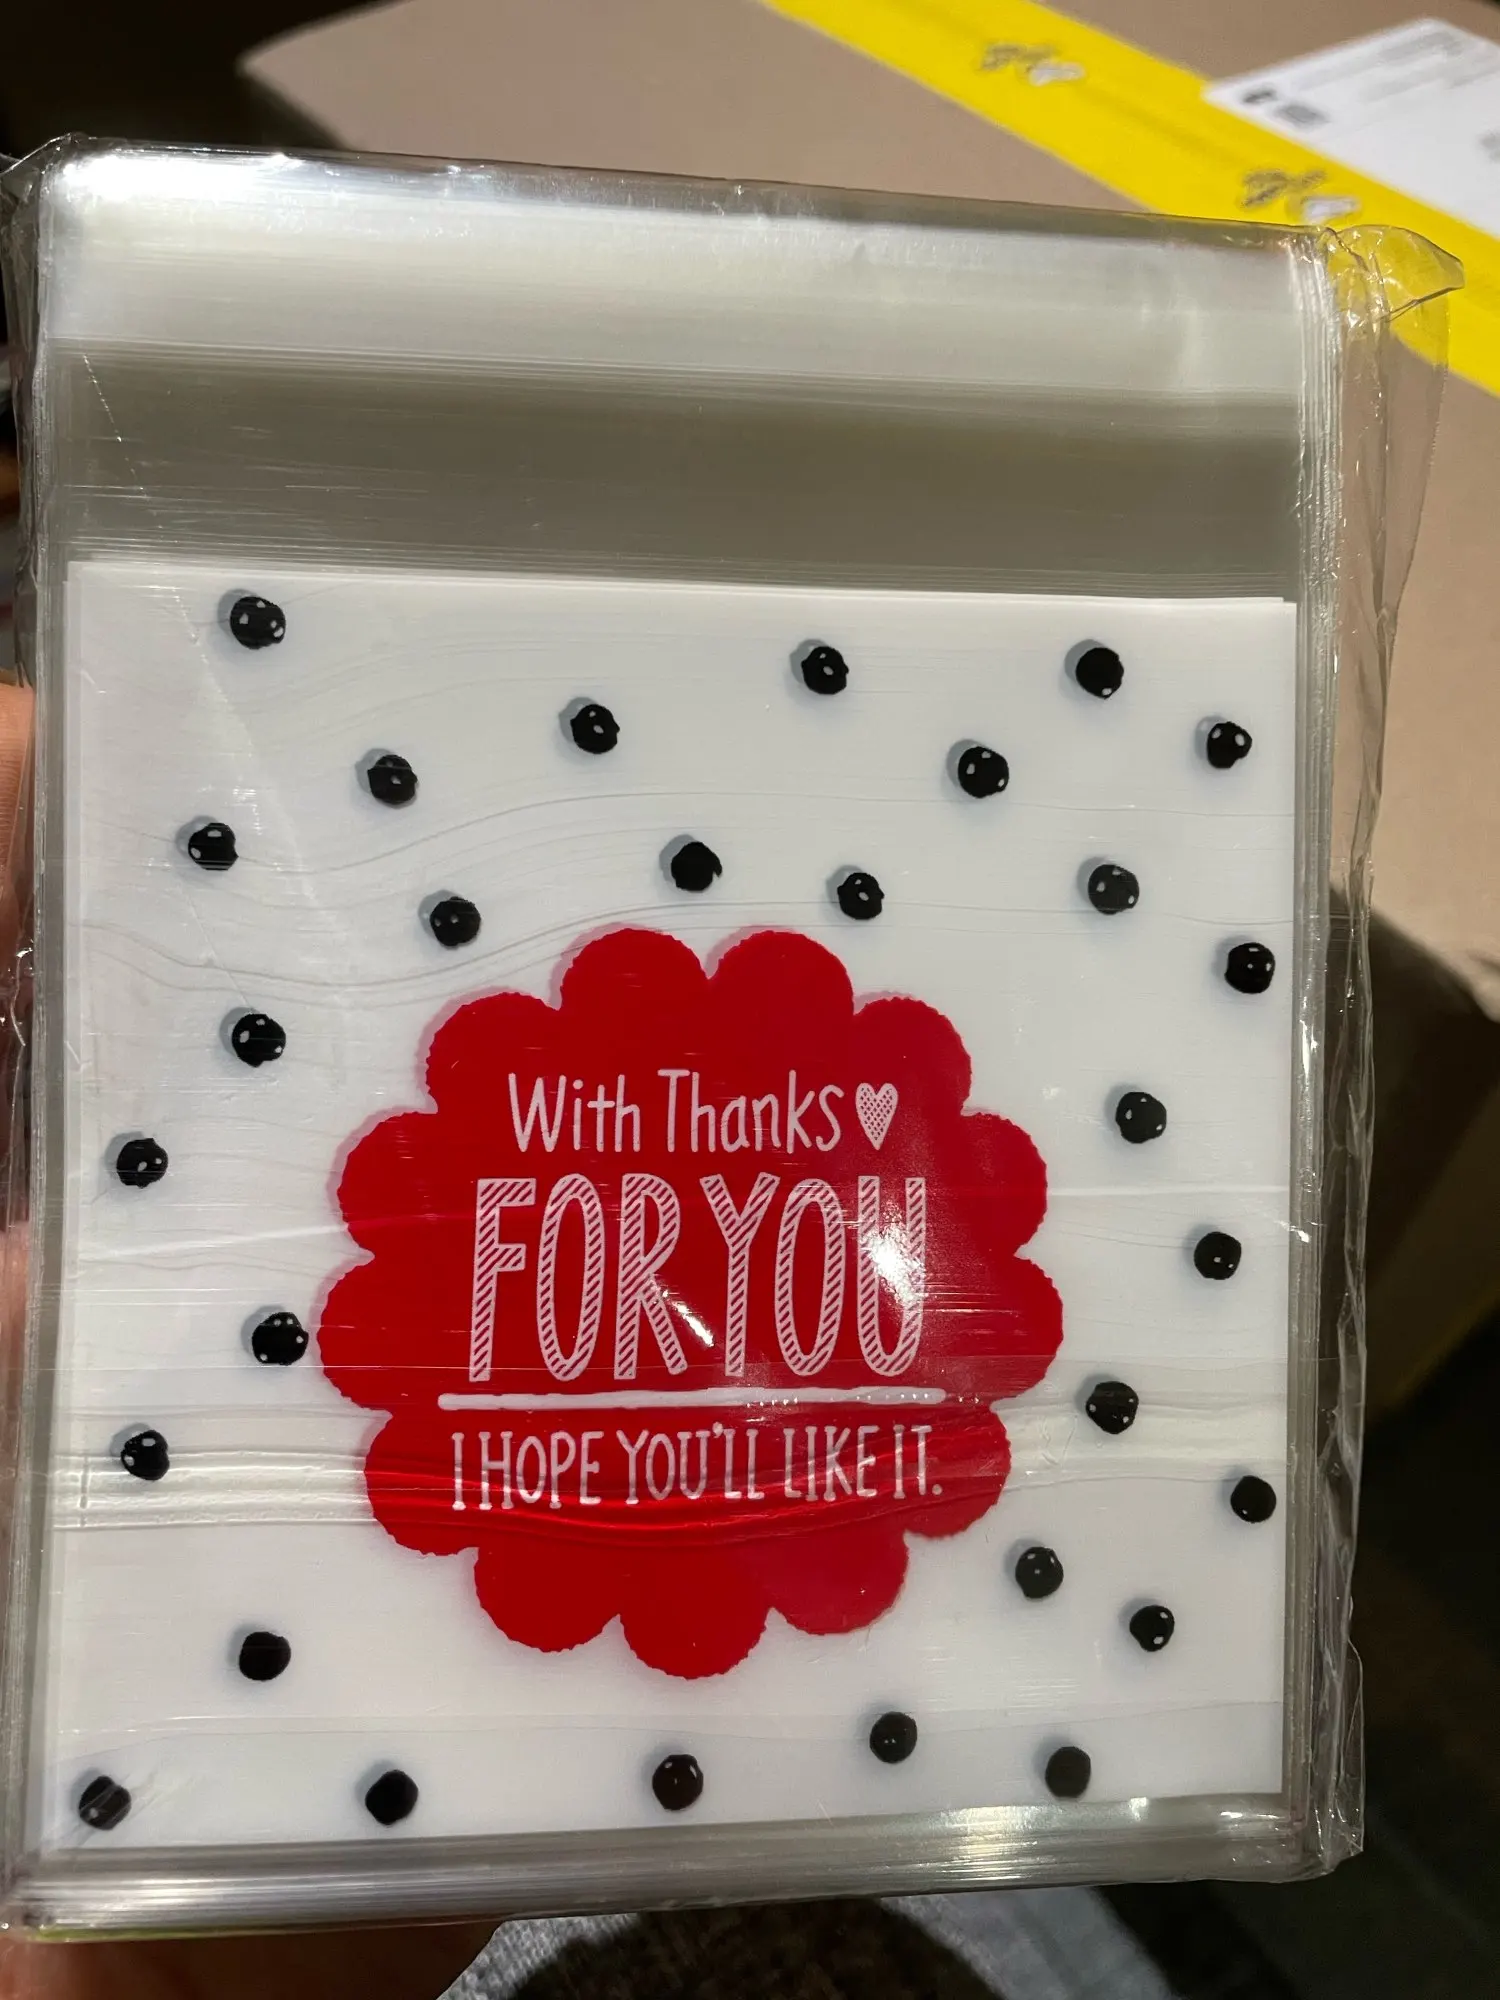 With Thanks
FOR YOU
I HOPE YOU'LL LIKE IT.